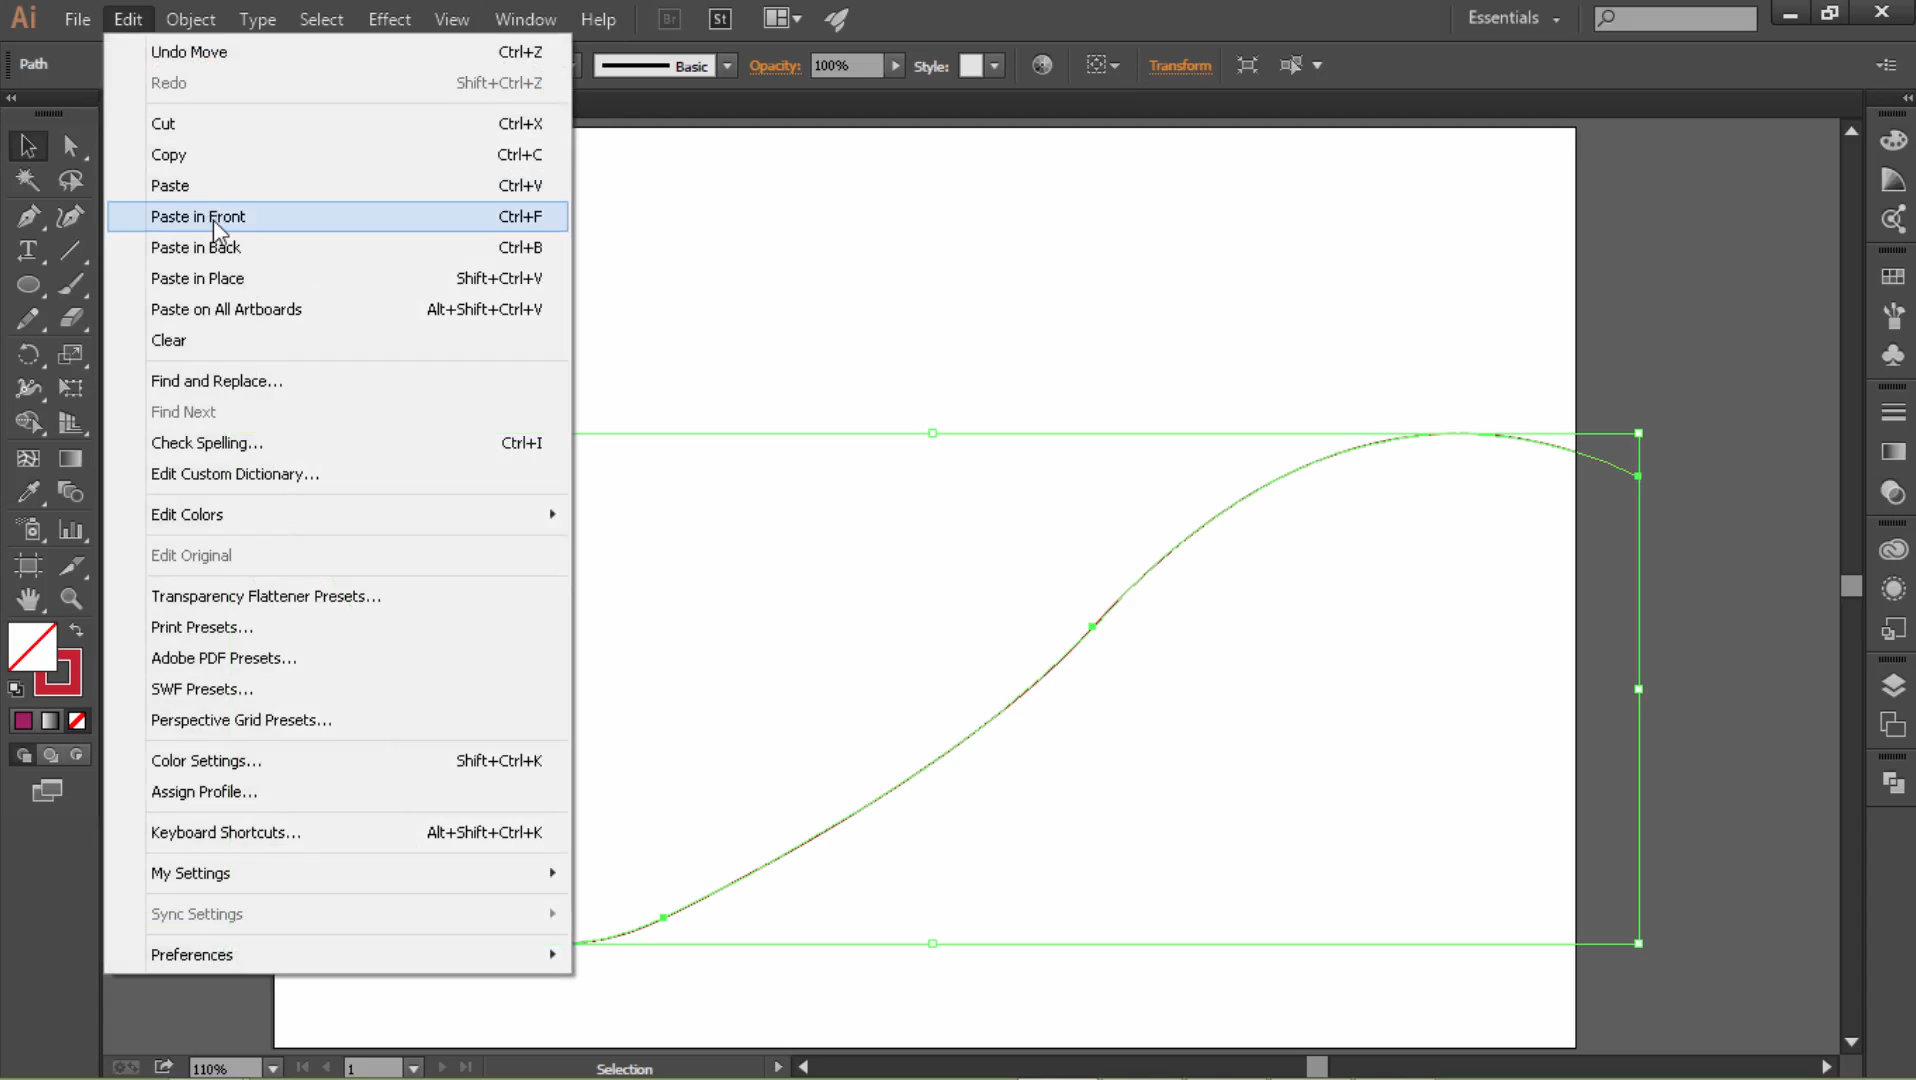 Ai File Edit Object Type Select Effect View Window Help Br St Essentials
Path Basic Opacity: 100% Style: Transform
Undo Move Ctrl+Z
Redo Shift+Ctrl+Z
Cut Ctrl+X
Copy Ctrl+C
Paste Ctrl+V
Paste in Front Ctrl+F
Paste in Back Ctrl+B
Paste in Place Shift+Ctrl+V
Paste on All Artboards Alt+Shift+Ctrl+V
Clear
Find and Replace...
Find Next
Check Spelling... Ctrl+I
Edit Custom Dictionary...
Edit Colors
Edit Original
Transparency Flattener Presets...
Print Presets...
Adobe PDF Presets...
SWF Presets...
Perspective Grid Presets...
Color Settings... Shift+Ctrl+K
Assign Profile...
Keyboard Shortcuts... Alt+Shift+Ctrl+K
My Settings
Sync Settings
Preferences
110% 1 Selection